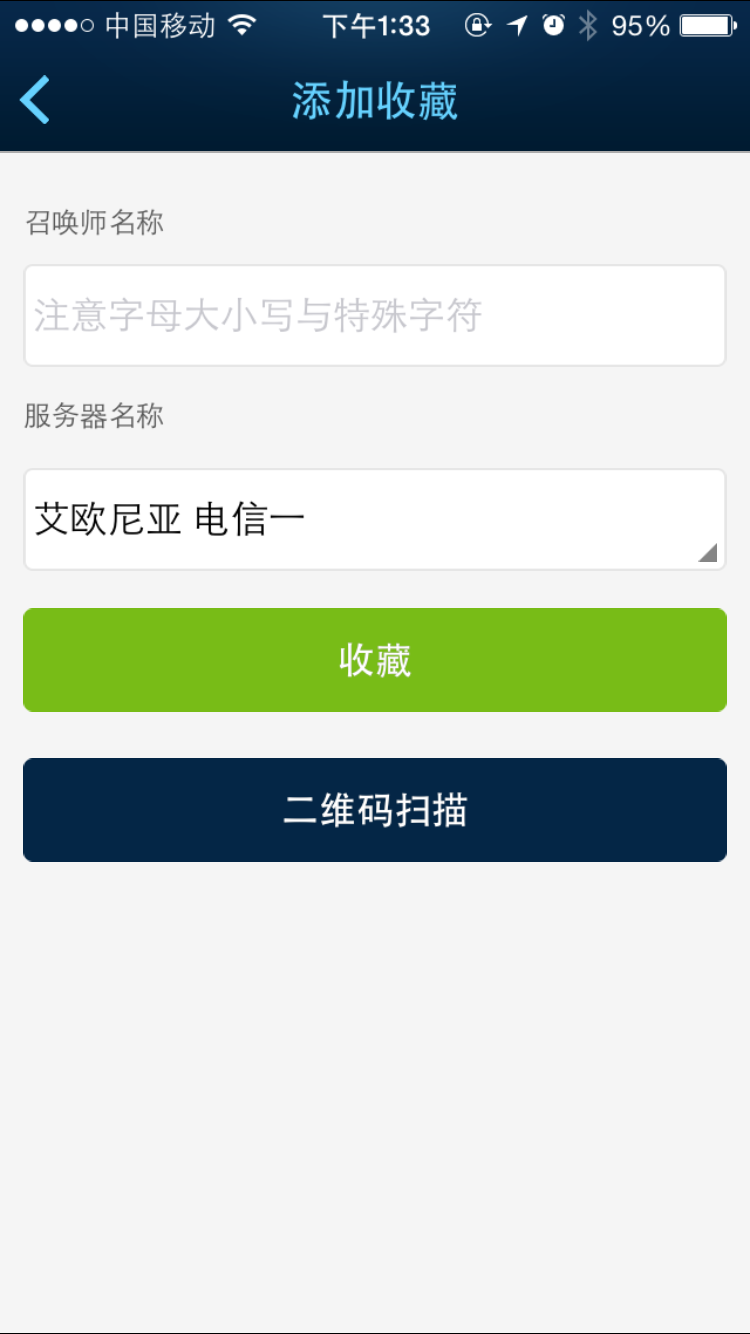 中国移动 下午1:33 95%
添加收藏
召唤师名称
注意字母大小写与特殊字符
服务器名称
艾欧尼亚 电信一
收藏
二维码扫描